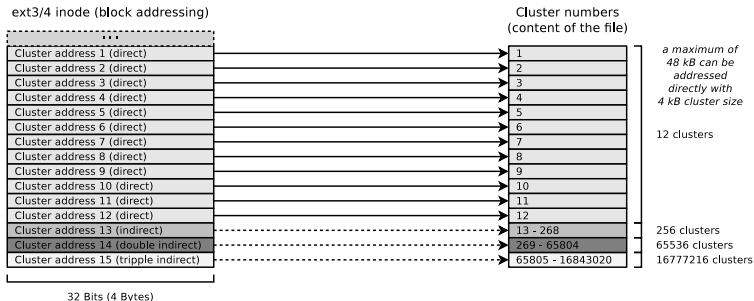 ext3/4 inode (block addressing)
Cluster numbers
(content of the file)
...
Cluster address 1 (direct)
Cluster address 2 (direct)
Cluster address 3 (direct)
Cluster address 4 (direct)
Cluster address 5 (direct)
Cluster address 6 (direct)
Cluster address 7 (direct)
Cluster address 8 (direct)
Cluster address 9 (direct)
Cluster address 10 (direct)
Cluster address 11 (direct)
Cluster address 12 (direct)
Cluster address 13 (indirect)
Cluster address 14 (double indirect)
Cluster address 15 (tripple indirect)
32 Bits (4 Bytes)
1
2
3
4
5
6
7
8
9
10
11
12
13 - 268
269 - 65804
65805 - 16843020
a maximum of
48 kB can be
addressed
directly with
4 kB cluster size
12 clusters
256 clusters
65536 clusters
16777216 clusters